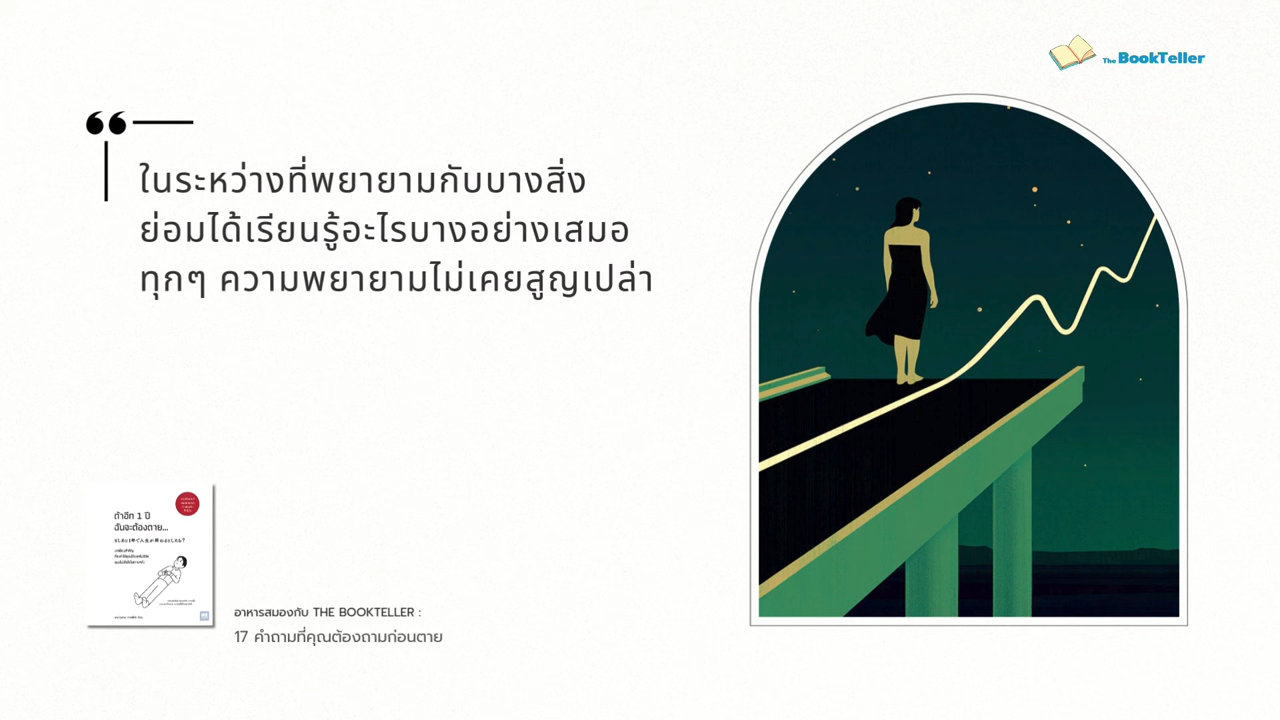 The BookTeller
ในระหว่างที่พยายามกับบางสิ่ง
ย่อมได้เรียนรู้อะไรบางอย่างเสมอ
ทุกๆ ความพยายามไม่เคยสูญเปล่า
ถ้าอีก 1 ปี
ฉันจะต้องตาย...
อาหารสมองกับ THE BOOKTELLER :
17 คำถามที่คุณต้องถามก่อนตาย